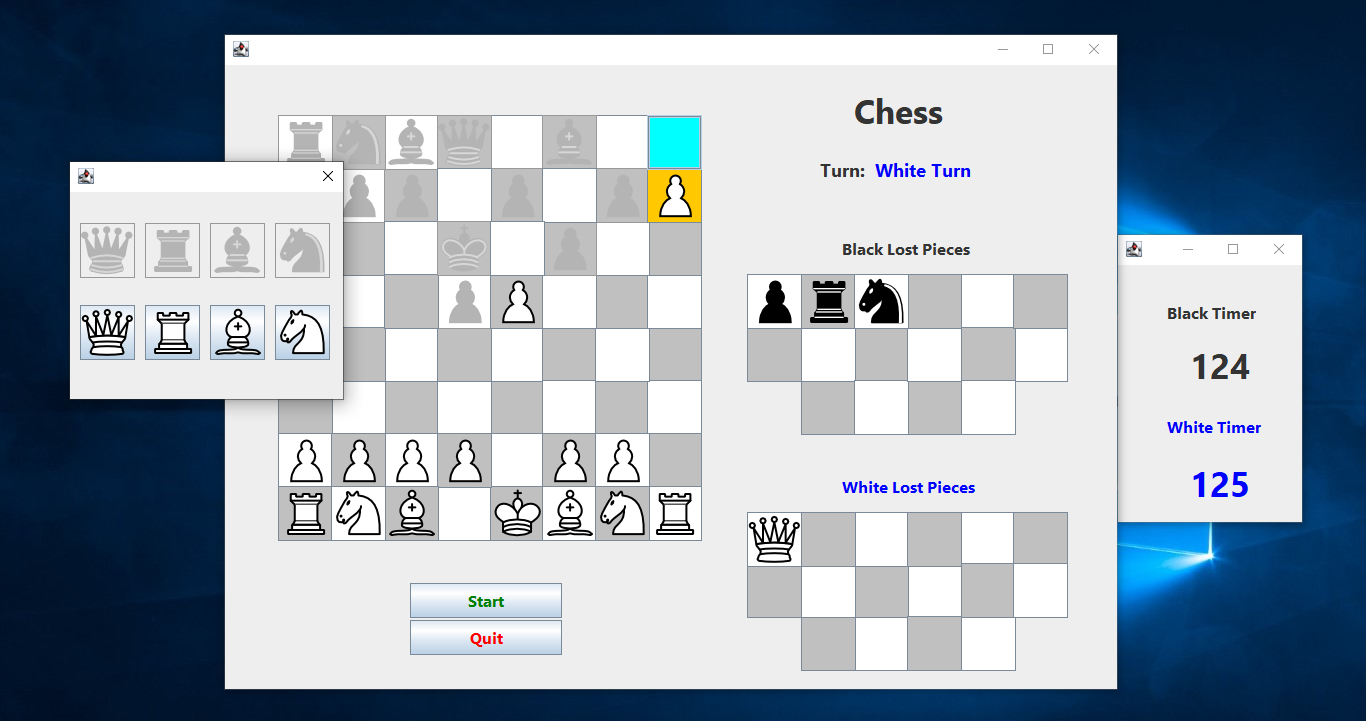 Chess
Turn: White Turn
Black Lost Pieces
White Lost Pieces
Start
Quit
Black Timer
124
White Timer
125